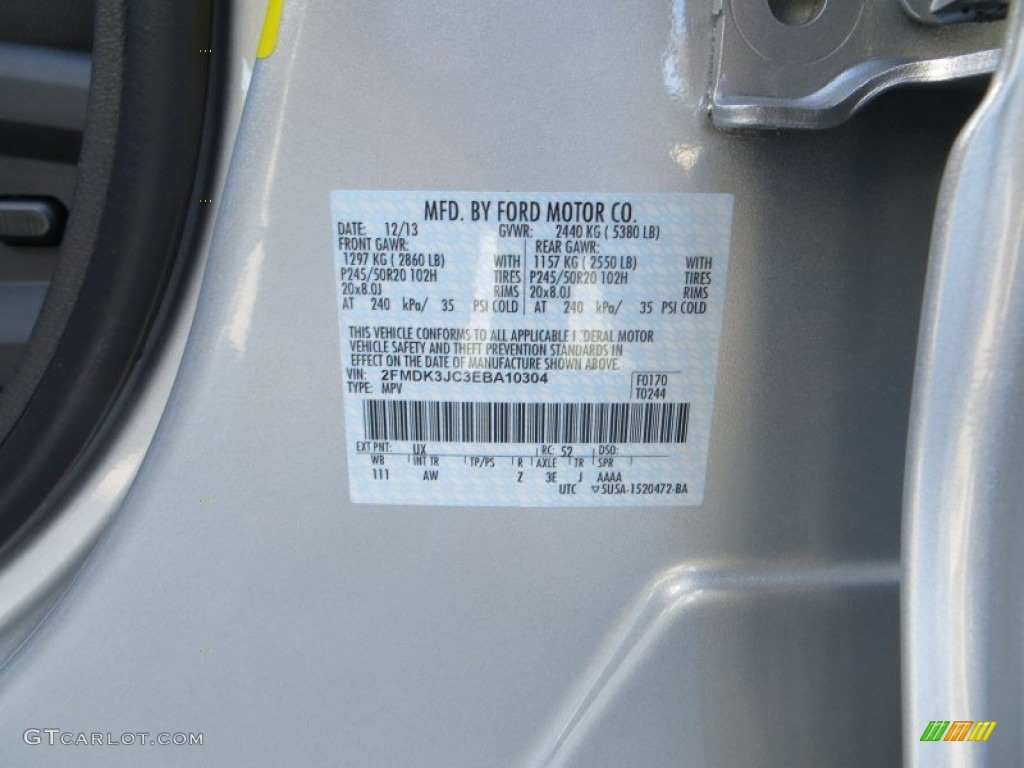 MFD. BY FORD MOTOR CO.
DATE: 12/13 GVWR: 2440 KG ( 5380 LB)
FRONT GAWR: REAR GAWR:
1297 KG ( 2860 LB) WITH 1157 KG ( 2550 LB) WITH
P245/50R20 102H TIRES P245/50R20 102H TIRES
20x8.0J RIMS 20x8.0J RIMS
AT 240 kPa/ 35 PSI COLD AT 240 kPa/ 35 PSI COLD
THIS VEHICLE CONFORMS TO ALL APPLICABLE F DERAL MOTOR
VEHICLE SAFETY AND THEFT PREVENTION STANDARDS IN
EFFECT ON THE DATE OF MANUFACTURE SHOWN ABOVE.
VIN: 2FMDK3JC3EBA10304 F0170
TYPE: MPV T0244
EXT PNT: UX RC: 52 DSO:
WB INT TR TP/PS R AXLE TR SPR
111 AW Z 3E J AAAA
UTC ▽5U5A-1520472-BA
GTCARLOT.COM